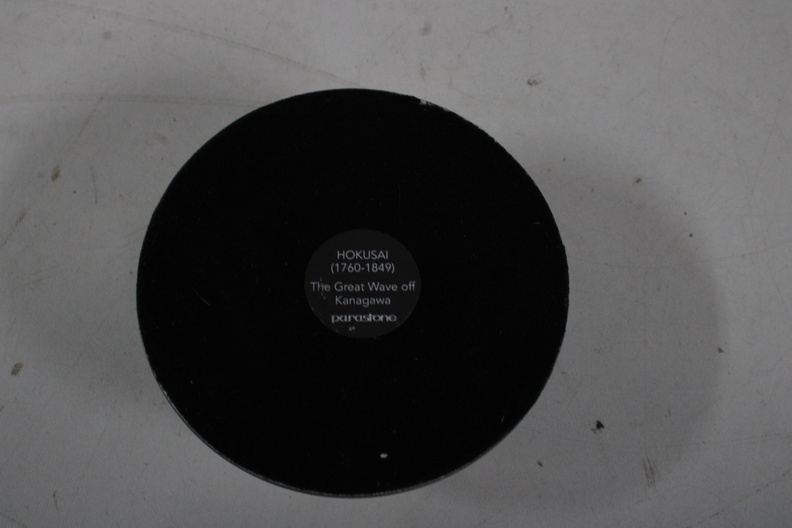 HOKUSAI
(1760-1849)
The Great Wave off
Kanagawa
parastone